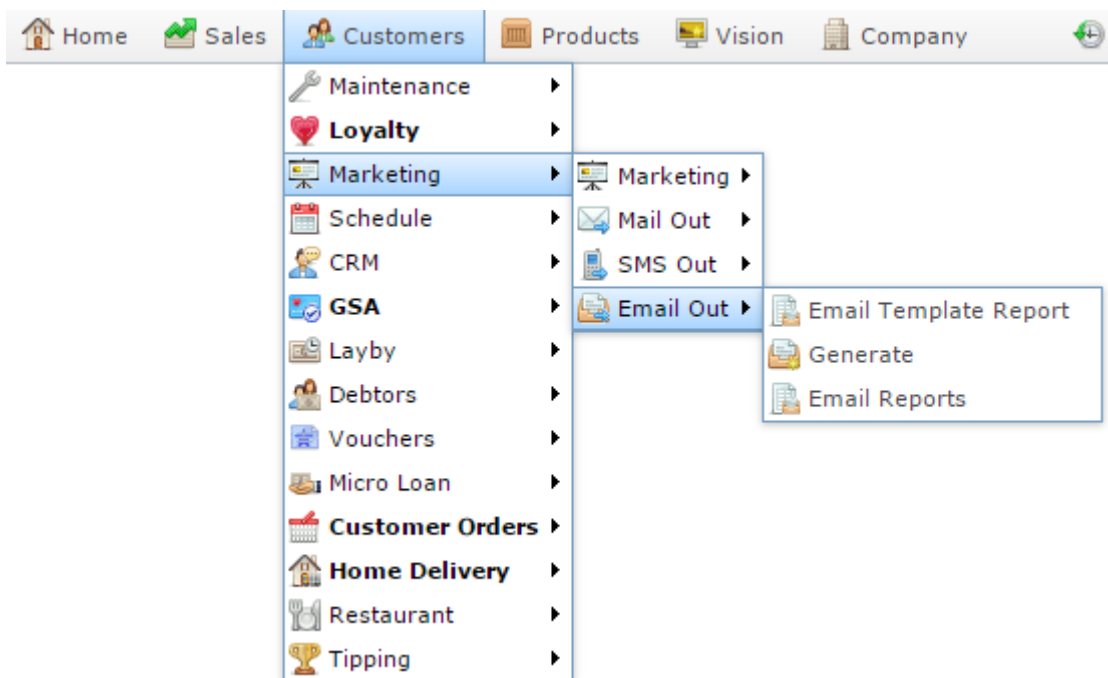 Home Sales Customers Products Vision Company
Maintenance
Loyalty
Marketing Marketing
Schedule Mail Out
CRM SMS Out
GSA Email Out Email Template Report
Layby Generate
Debtors Email Reports
Vouchers
Micro Loan
Customer Orders
Home Delivery
Restaurant
Tipping